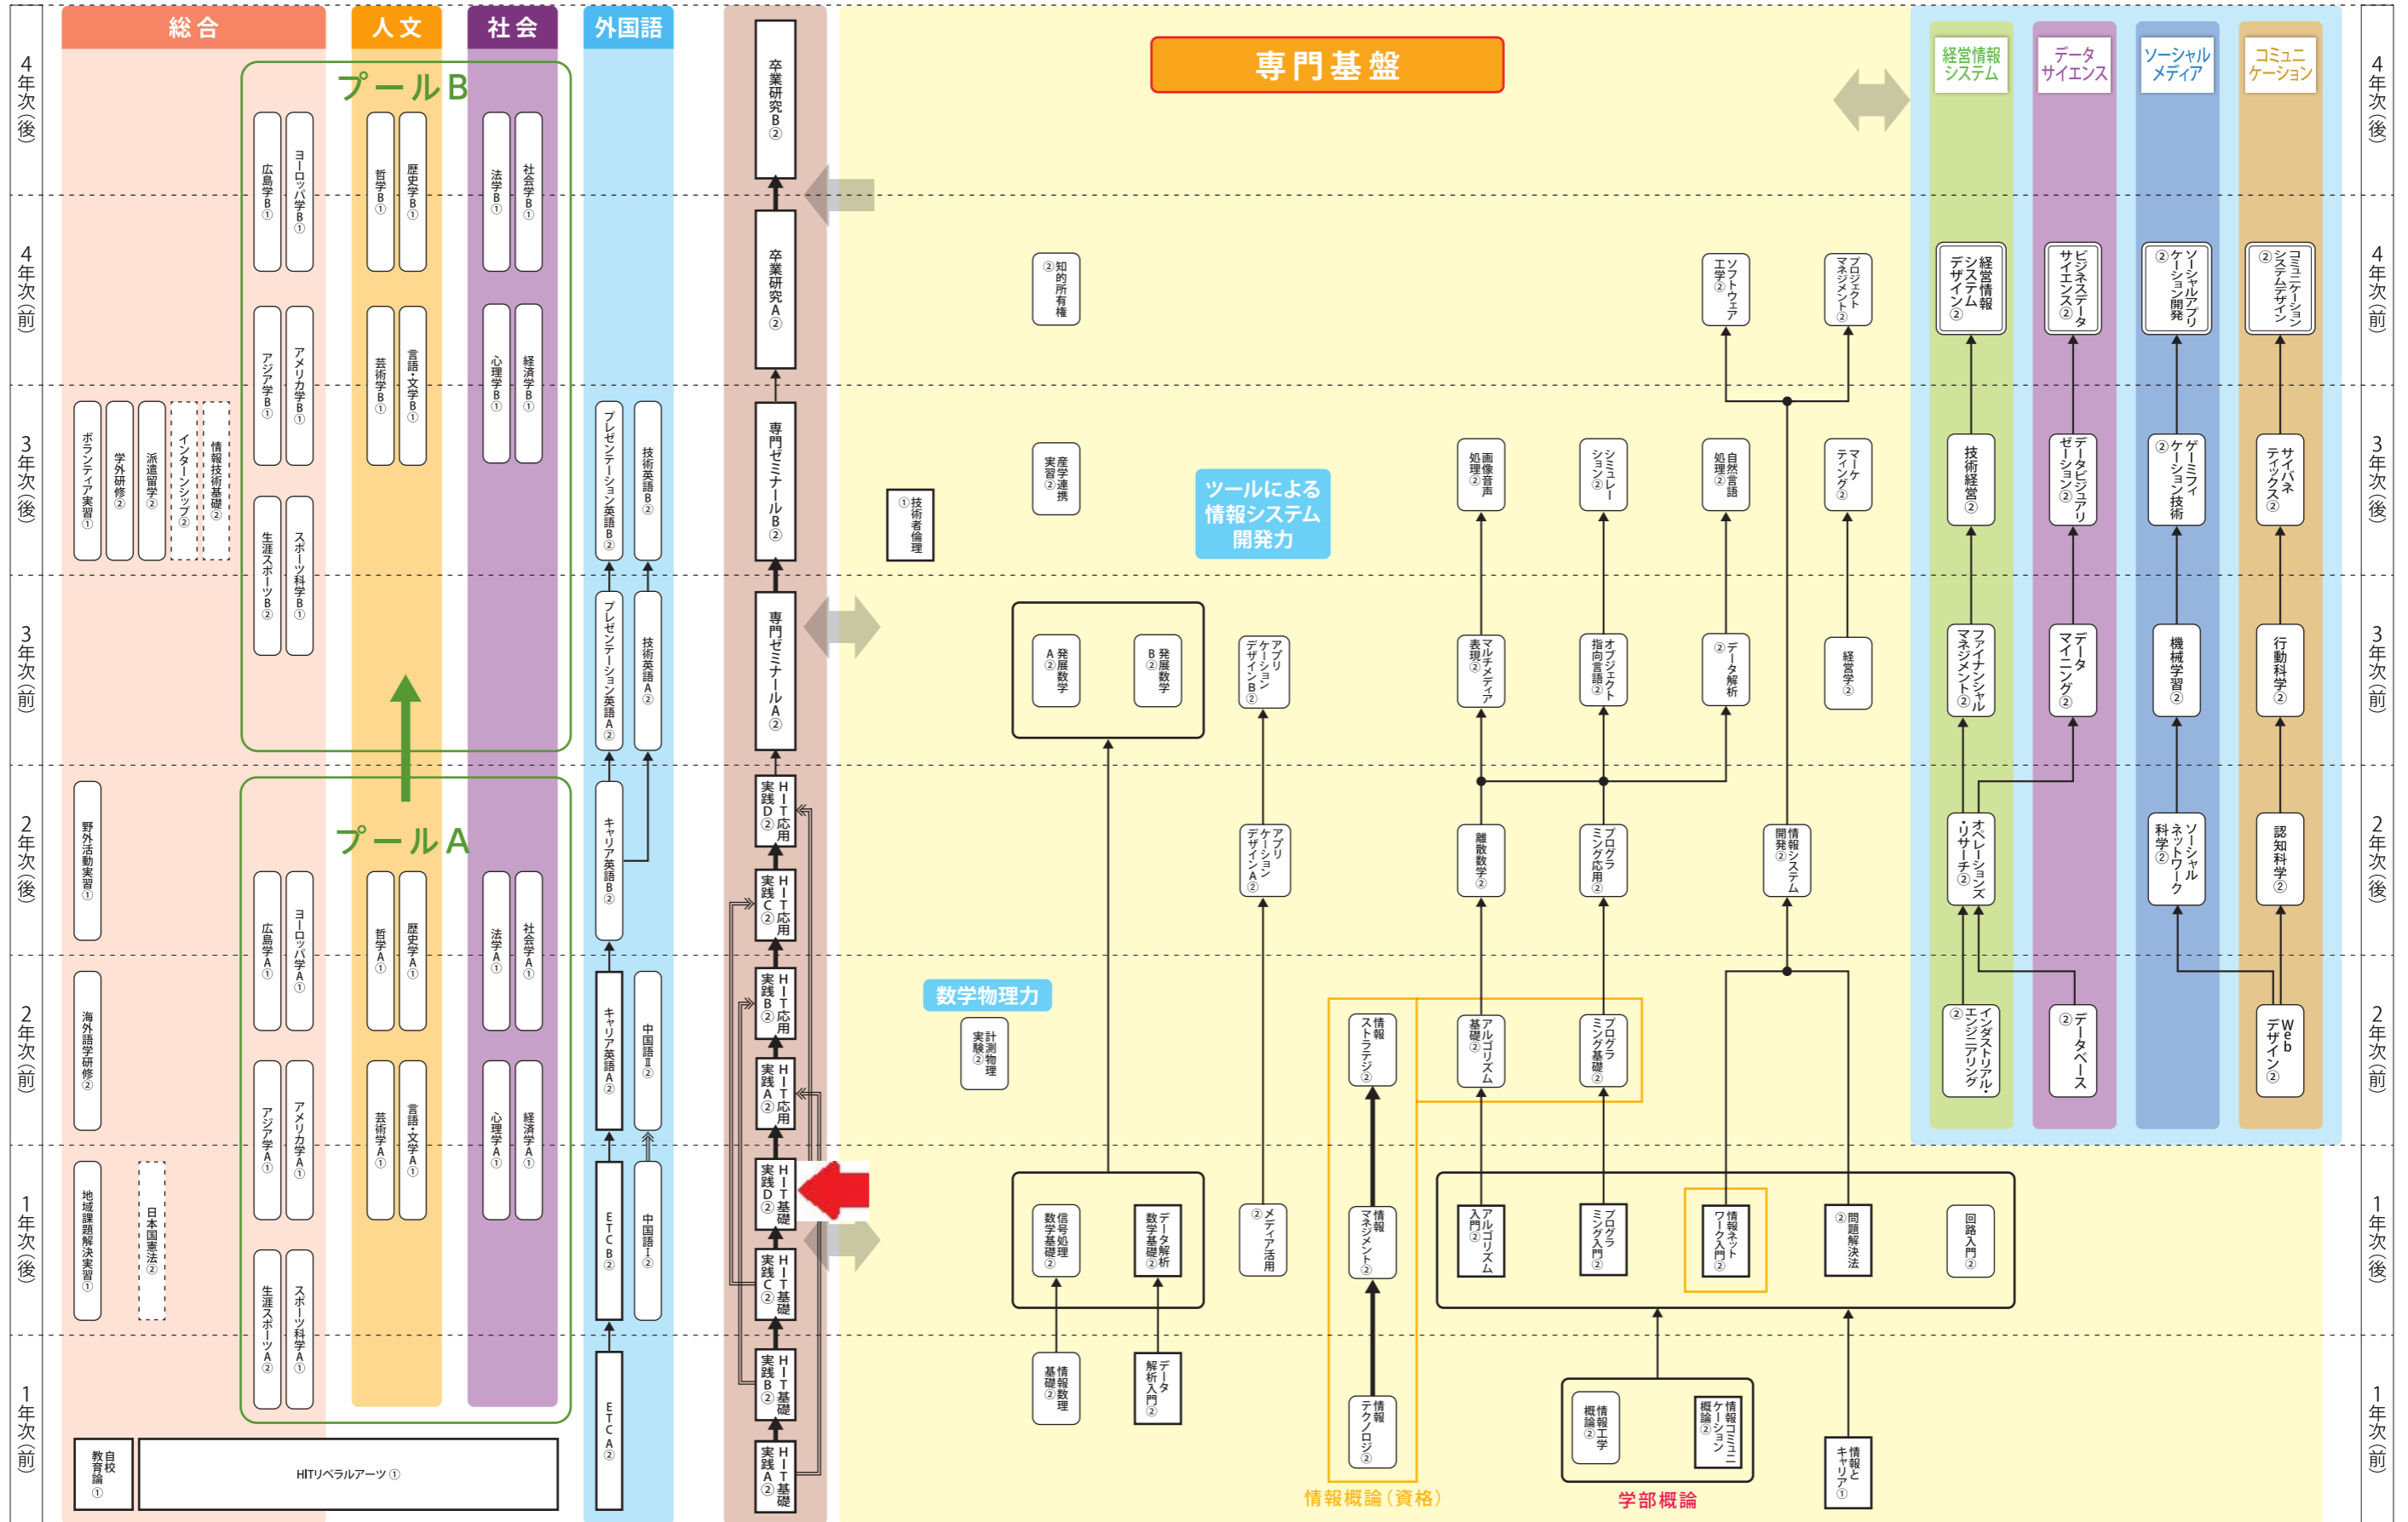 総合
人文
社会
外国語
専門基盤
経営情報
システム
データ
サイエンス
ソーシャル
メディア
コミュニ
ケーション
4年次(後)
プールB
広島学B①
ヨーロッパ学B①
哲学B①
歴史学B①
法学B①
社会学B①
卒業研究B②
4年次(後)
4年次(前)
アジア学B①
アメリカ学B①
芸術学B①
言語・文学B①
心理学B①
経済学B①
卒業研究A②
知的所有権
②
ソフトウェア
工学②
プロジェクト
マネジメント②
経営情報
システム
デザイン②
ビジネスデータ
サイエンス②
ソーシャルアプリ
ケーション開発
②
コミュニケーション
システムデザイン
②
4年次(前)
3年次(後)
ボランティア実習①
学外研修②
派遣留学②
インターンシップ②
情報技術基礎②
生涯スポーツB②
スポーツ科学B①
プレゼンテーション英語B②
技術英語B②
専門ゼミナールB②
技術者倫理
①
産学連携
実習②
ツールによる
情報システム
開発力
画像音声
処理②
シミュレー
ション②
自然言語
処理②
マーケ
ティング②
技術経営②
データビジュアリ
ゼーション②
ゲーミフィ
ケーション技術
②
サイバネ
ティックス②
3年次(後)
3年次(前)
プレゼンテーション英語A②
技術英語A②
専門ゼミナールA②
発展数学
A②
発展数学
B②
アプリ
ケーション
デザインB②
マルチメディア
表現②
オブジェクト
指向言語②
データ解析
②
経営学②
ファイナンシャル
マネジメント②
データ
マイニング②
機械学習②
行動科学②
3年次(前)
2年次(後)
野外活動実習①
プールA
広島学A①
ヨーロッパ学A①
哲学A①
歴史学A①
法学A①
社会学A①
キャリア英語B②
HIT応用
実践D②
HIT応用
実践C②
アプリ
ケーション
デザインA②
離散数学②
プログラ
ミング応用②
情報システム
開発②
オペレーションズ
・リサーチ②
ソーシャル
ネットワーク
科学②
認知科学②
2年次(後)
2年次(前)
海外語学研修②
アジア学A①
アメリカ学A①
芸術学A①
言語・文学A①
心理学A①
経済学A①
キャリア英語A②
中国語Ⅱ②
HIT応用
実践B②
HIT応用
実践A②
数学物理力
計測物理
実験②
情報
ストラテジ②
アルゴリズム
基礎②
プログラ
ミング基礎②
インダストリアル・
エンジニアリング
②
データベース
②
Web
デザイン②
2年次(前)
1年次(後)
地域課題解決実習①
日本国憲法②
生涯スポーツA②
スポーツ科学A①
ETCB②
中国語Ⅰ②
HIT基礎
実践D②
HIT基礎
実践C②
信号処理
数学基礎②
データ解析
数学基礎②
メディア活用
②
情報
マネジメント②
アルゴリズム
入門②
プログラ
ミング入門②
情報ネット
ワーク入門②
問題解決法
②
回路入門②
1年次(後)
1年次(前)
自校
教育論①
HITリベラルアーツ ①
ETCA②
HIT基礎
実践B②
HIT基礎
実践A②
情報数理
基礎②
データ
解析入門②
情報
テクノロジ②
情報概論(資格)
情報工学
概論②
情報コミュニ
ケーション
概論②
学部概論
情報と
キャリア①
1年次(前)